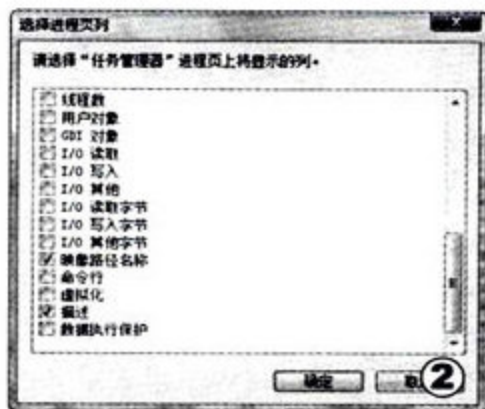 选择进程页列
请选择“任务管理器”进程页上将显示的列。
线程数
用户对象
GDI 对象
I/O 读取
I/O 写入
I/O 其他
I/O 读取字节
I/O 写入字节
I/O 其他字节
映像路径名称
命令行
虚拟化
描述
数据执行保护
确定
取
2